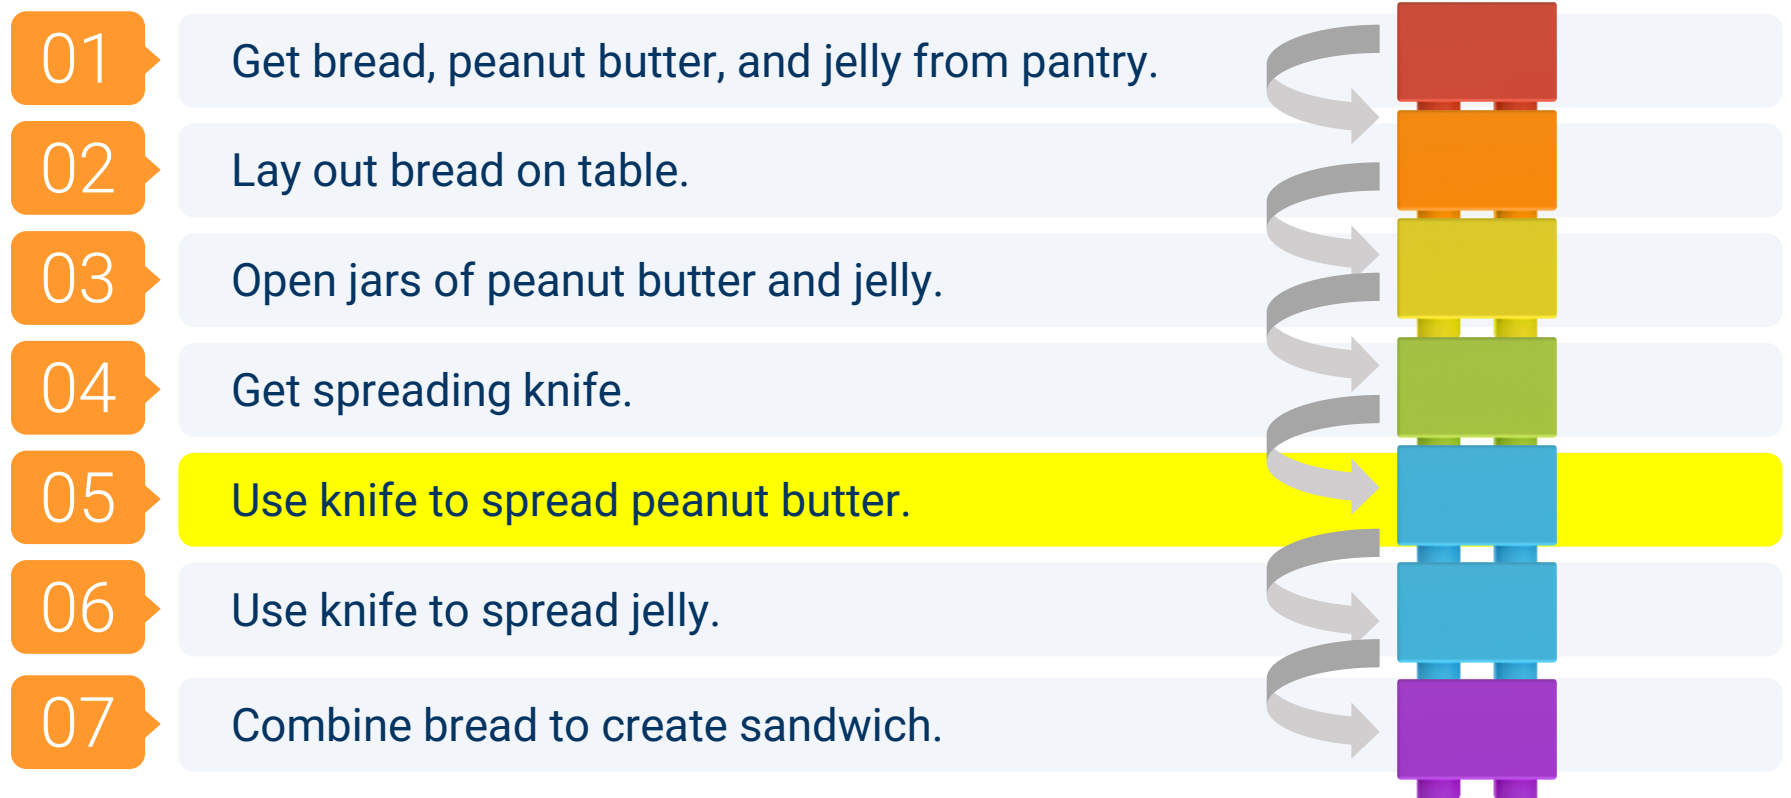 01 Get bread, peanut butter, and jelly from pantry.
02 Lay out bread on table.
03 Open jars of peanut butter and jelly.
04 Get spreading knife.
05 Use knife to spread peanut butter.
06 Use knife to spread jelly.
07 Combine bread to create sandwich.